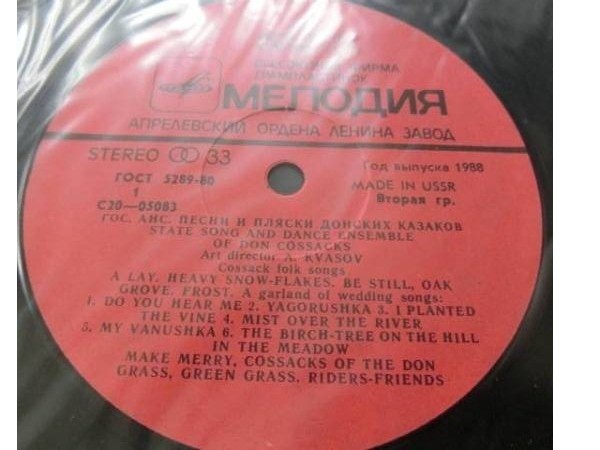 ВСЕСОЮЗНАЯ ФИРМА
ГРАМПЛАСТИНОК
МЕЛОДИЯ
АПРЕЛЕВСКИЙ ОРДЕНА ЛЕНИНА ЗАВОД
STEREO 33
ГОСТ 5289-80
1
С20—05083
Год выпуска 1988
MADE IN USSR
Вторая гр.
ГОС. АНС. ПЕСНИ И ПЛЯСКИ ДОНСКИХ КАЗАКОВ
STATE SONG AND DANCE ENSEMBLE
OF DON COSSACKS
Art director A. KVASOV
Cossack folk songs
A LAY. HEAVY SNOW-FLAKES. BE STILL, OAK
GROVE. FROST. A garland of wedding songs:
1. DO YOU HEAR ME 2. YAGORUSHKA 3. I PLANTED
THE VINE 4. MIST OVER THE RIVER
5. MY VANUSHKA 6. THE BIRCH-TREE ON THE HILL
IN THE MEADOW
MAKE MERRY, COSSACKS OF THE DON
GRASS, GREEN GRASS, RIDERS-FRIENDS